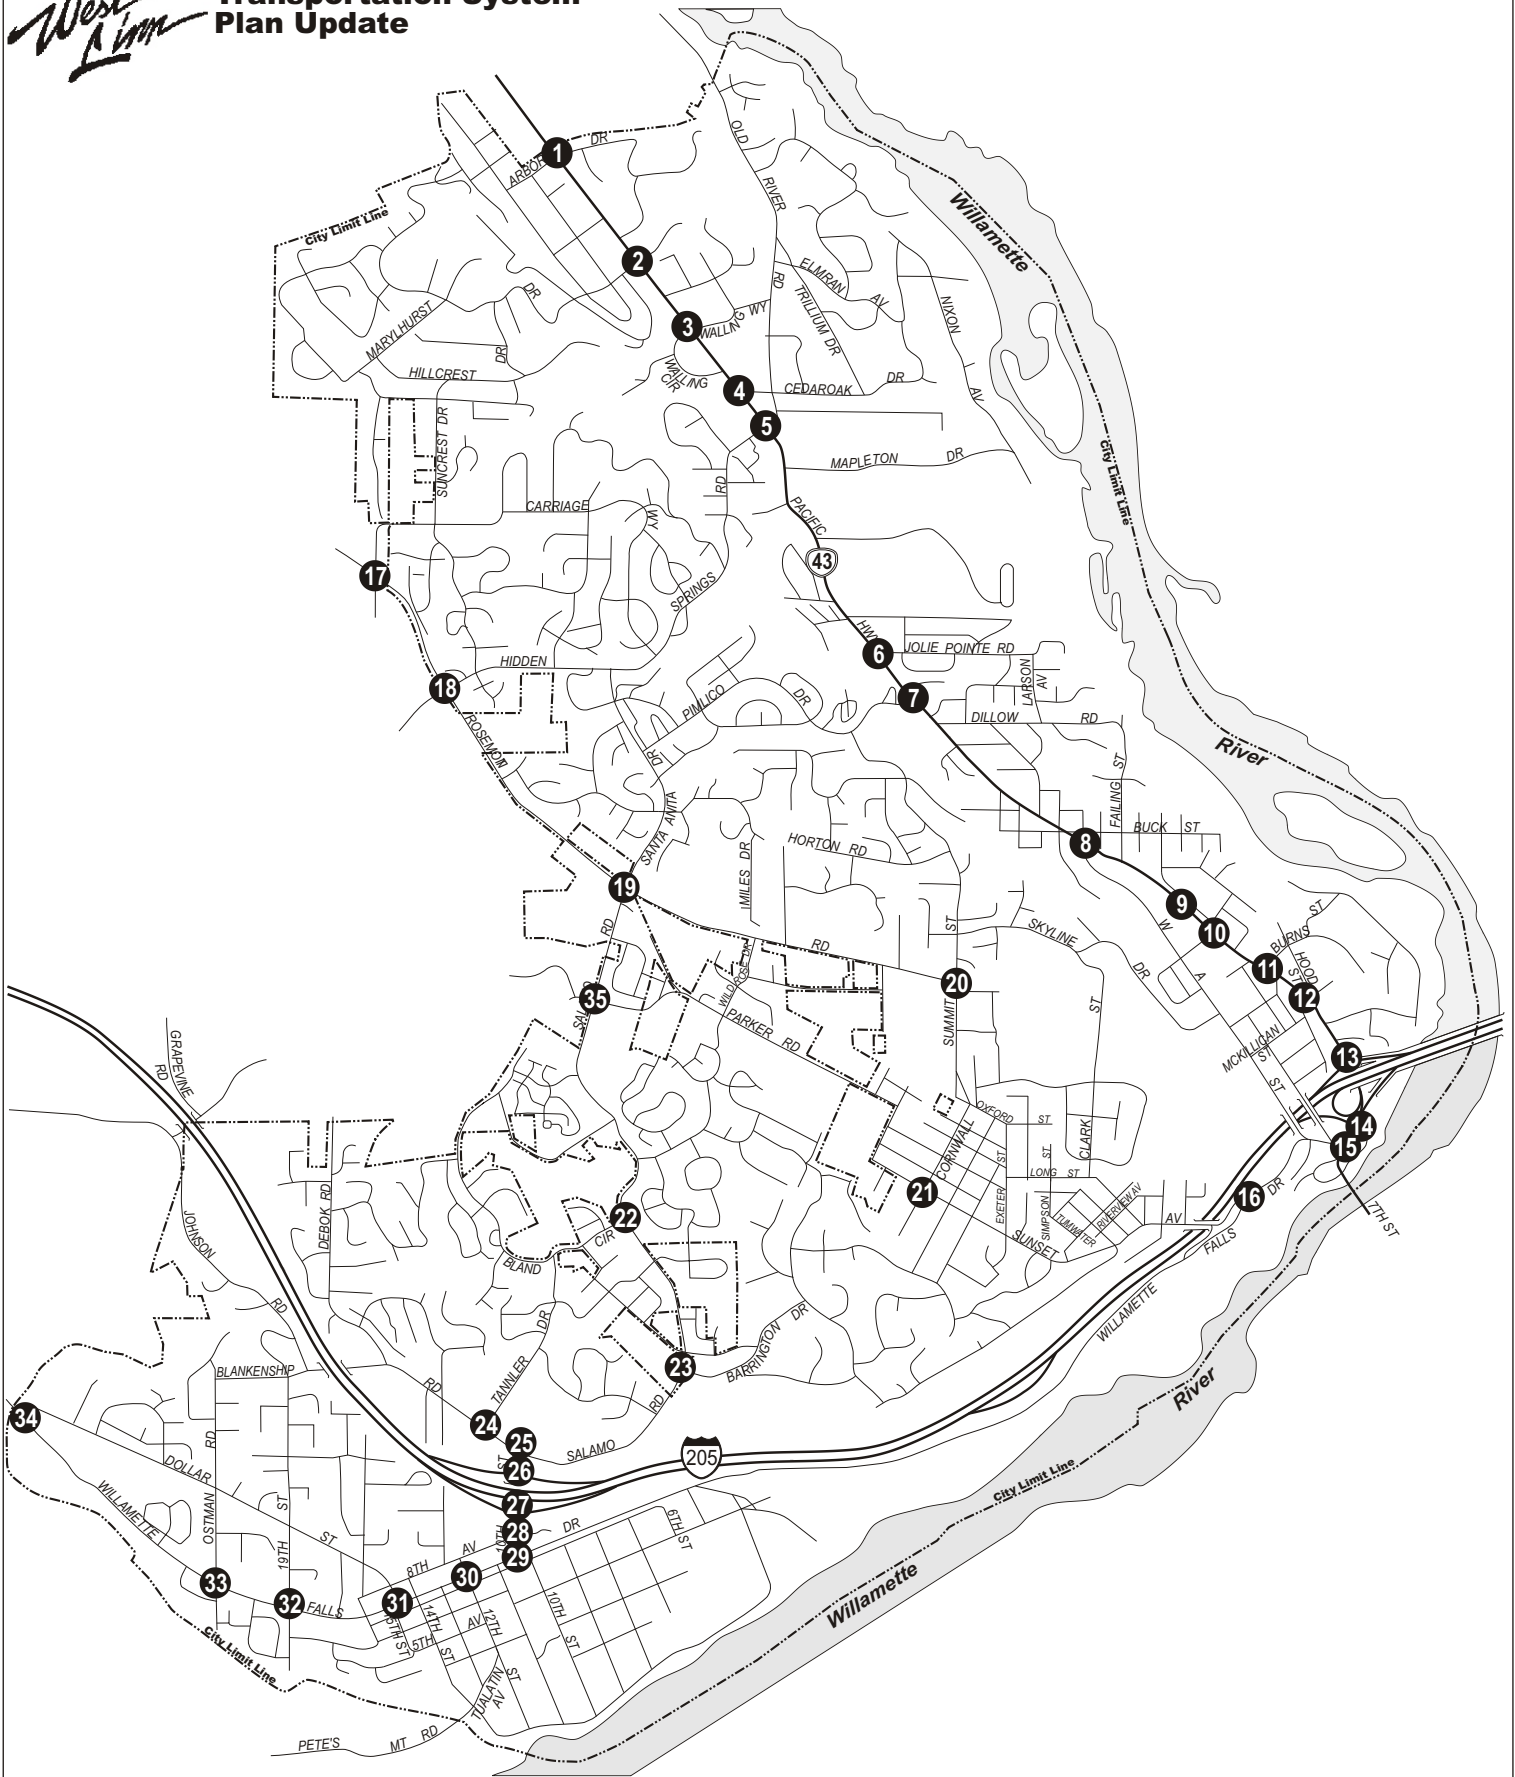 West
Linn
Transportation System
Plan Update
1
ARBOR
DR
OLD
RIVER
RD
City Limit Line
Willamette
2
ELMRAN
AV
TRILLIUM DR
NIXON
AV
DR
MARYLHURST
3
WALLING WY
WALLING
CIR
HILLCREST
DR
4
CEDAROAK
DR
5
SUNCREST DR
MAPLETON
DR
City Limit Line
RD
CARRIAGE
WY
PACIFIC
43
17
SPRINGS
HWY
6
JOLIE POINTE RD
HIDDEN
LARSON
AV
18
7
PIMLICO
DR
DILLOW
RD
ROSEMONT
DR
River
FAILING
ST
SANTA ANITA
BUCK ST
8
HORTON RD
MILES DR
19
9
ST
SKYLINE
DR
W
A
ST
10
BURNS
ST
RD
RD
11
HOOD
ST
12
20
35
WILD ROSE DR
SUMMIT
ST
PARKER
RD
MCKILLICAN
ST
13
GRAPEVINE
RD
OXFORD
ST
CLARK
CORNWALL
14
15
LONG ST
ST
ST
21
EXETER
SIMPSON
RIVERVIEW AV
TUMWATER
16
DR
7TH ST
JOHNSON
RD
DEBOK RD
22
CIR
BLAND
SUNSET
AV
FALLS
WILLAMETTE
DR
TANNLER
BARRINGTON
DR
23
RD
BLANKENSHIP
RD
River
34
24
25
SALAMO
205
26
ST
RD
DOLLAR
ST
WILLAMETTE
OSTMAN
ST
19TH
City Limit Line
27
28
10TH
DR
6TH ST
29
8TH
AV
30
Willamette
33
32
FALLS
31
15TH ST
14TH
ST
12TH
ST
10TH
ST
5TH
AV
City Limit Line
TUALATIN
AV
PETE'S
MT
RD